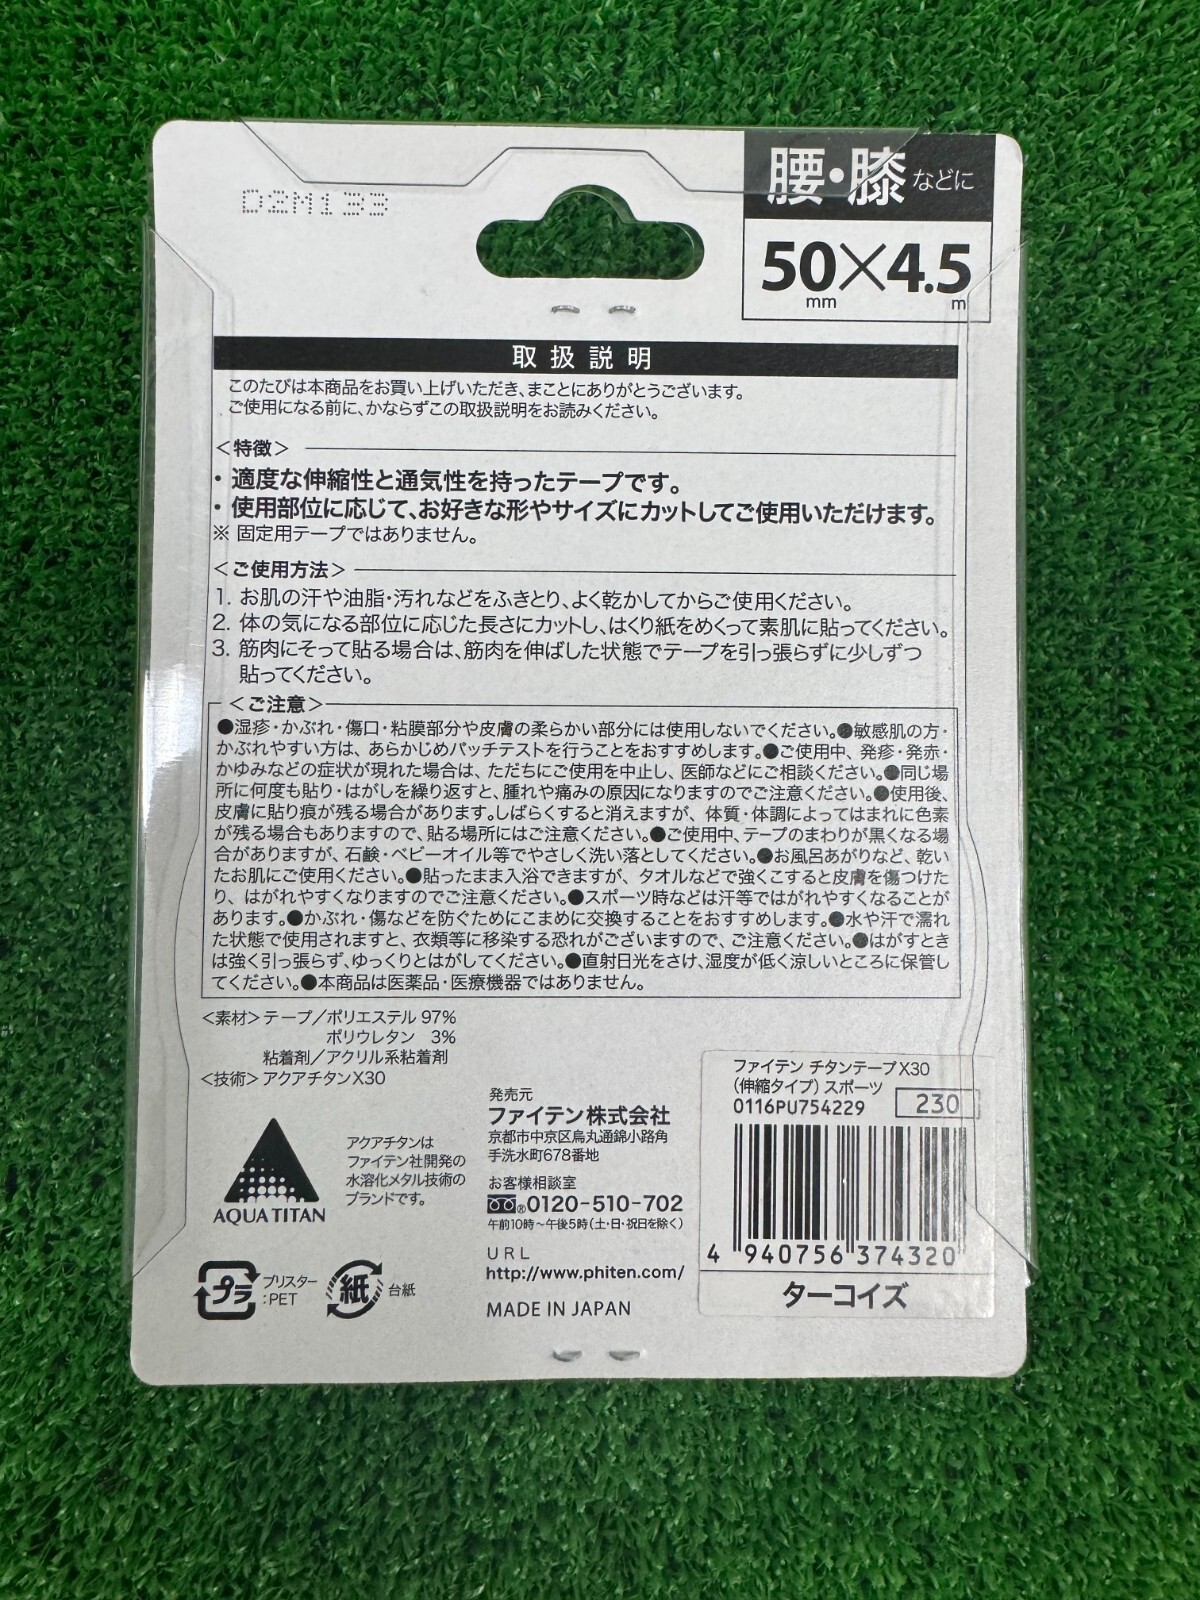 D2M133
腰・膝などに
50mm×4.5m
取扱説明
このたびは本商品をお買い上げいただき、まことにありがとうございます。
ご使用になる前に、かならずこの取扱説明をお読みください。
＜特徴＞
・適度な伸縮性と通気性を持ったテープです。
・使用部位に応じて、お好きな形やサイズにカットしてご使用いただけます。
※ 固定用テープではありません。
＜ご使用方法＞
1. お肌の汗や油脂・汚れなどをふきとり、よく乾かしてからご使用ください。
2. 体の気になる部位に応じた長さにカットし、はくり紙をめくって素肌に貼ってください。
3. 筋肉にそって貼る場合は、筋肉を伸ばした状態でテープを引っ張らずに少しずつ
貼ってください。
＜ご注意＞
●湿疹・かぶれ・傷口・粘膜部分や皮膚の柔らかい部分には使用しないでください。●敏感肌の方・
かぶれやすい方は、あらかじめパッチテストを行うことをおすすめします。●ご使用中、発疹・発赤・
かゆみなどの症状が現れた場合は、ただちにご使用を中止し、医師などにご相談ください。●同じ場
所に何度も貼り・はがしを繰り返すと、腫れや痛みの原因になりますのでご注意ください。●使用後、
皮膚に貼り痕が残る場合があります。しばらくすると消えますが、体質・体調によってはまれに色素
が残る場合もありますので、貼る場所にはご注意ください。●ご使用中、テープのまわりが黒くなる場
合がありますが、石鹸・ベビーオイル等でやさしく洗い落としてください。●お風呂あがりなど、乾い
たお肌にご使用ください。●貼ったまま入浴できますが、タオルなどで強くこすると皮膚を傷つけた
り、はがれやすくなりますのでご注意ください。●スポーツ時などは汗等ではがれやすくなることが
あります。●かぶれ・傷などを防ぐためにこまめに交換することをおすすめします。●水や汗で濡れ
た状態で使用されますと、衣類等に移染する恐れがございますので、ご注意ください。●はがすとき
は強く引っ張らず、ゆっくりとはがしてください。●直射日光をさけ、湿度が低く涼しいところに保管し
てください。●本商品は医薬品・医療機器ではありません。
＜素材＞テープ／ポリエステル 97%
ポリウレタン 3%
粘着剤／アクリル系粘着剤
＜技術＞アクアチタンX30
AQUA TITAN
アクアチタンは
ファイテン社開発の
水溶化メタル技術の
ブランドです。
プラ
ブリスター
:PET
紙
台紙
発売元
ファイテン株式会社
京都市中京区烏丸通錦小路角
手洗水町678番地
お客様相談室
®0120-510-702
午前10時～午後5時（土・日・祝日を除く）
URL
http://www.phiten.com/
MADE IN JAPAN
ファイテン チタンテープX30
（伸縮タイプ）スポーツ
0116PU754229 230
4 940756 374320
ターコイズ